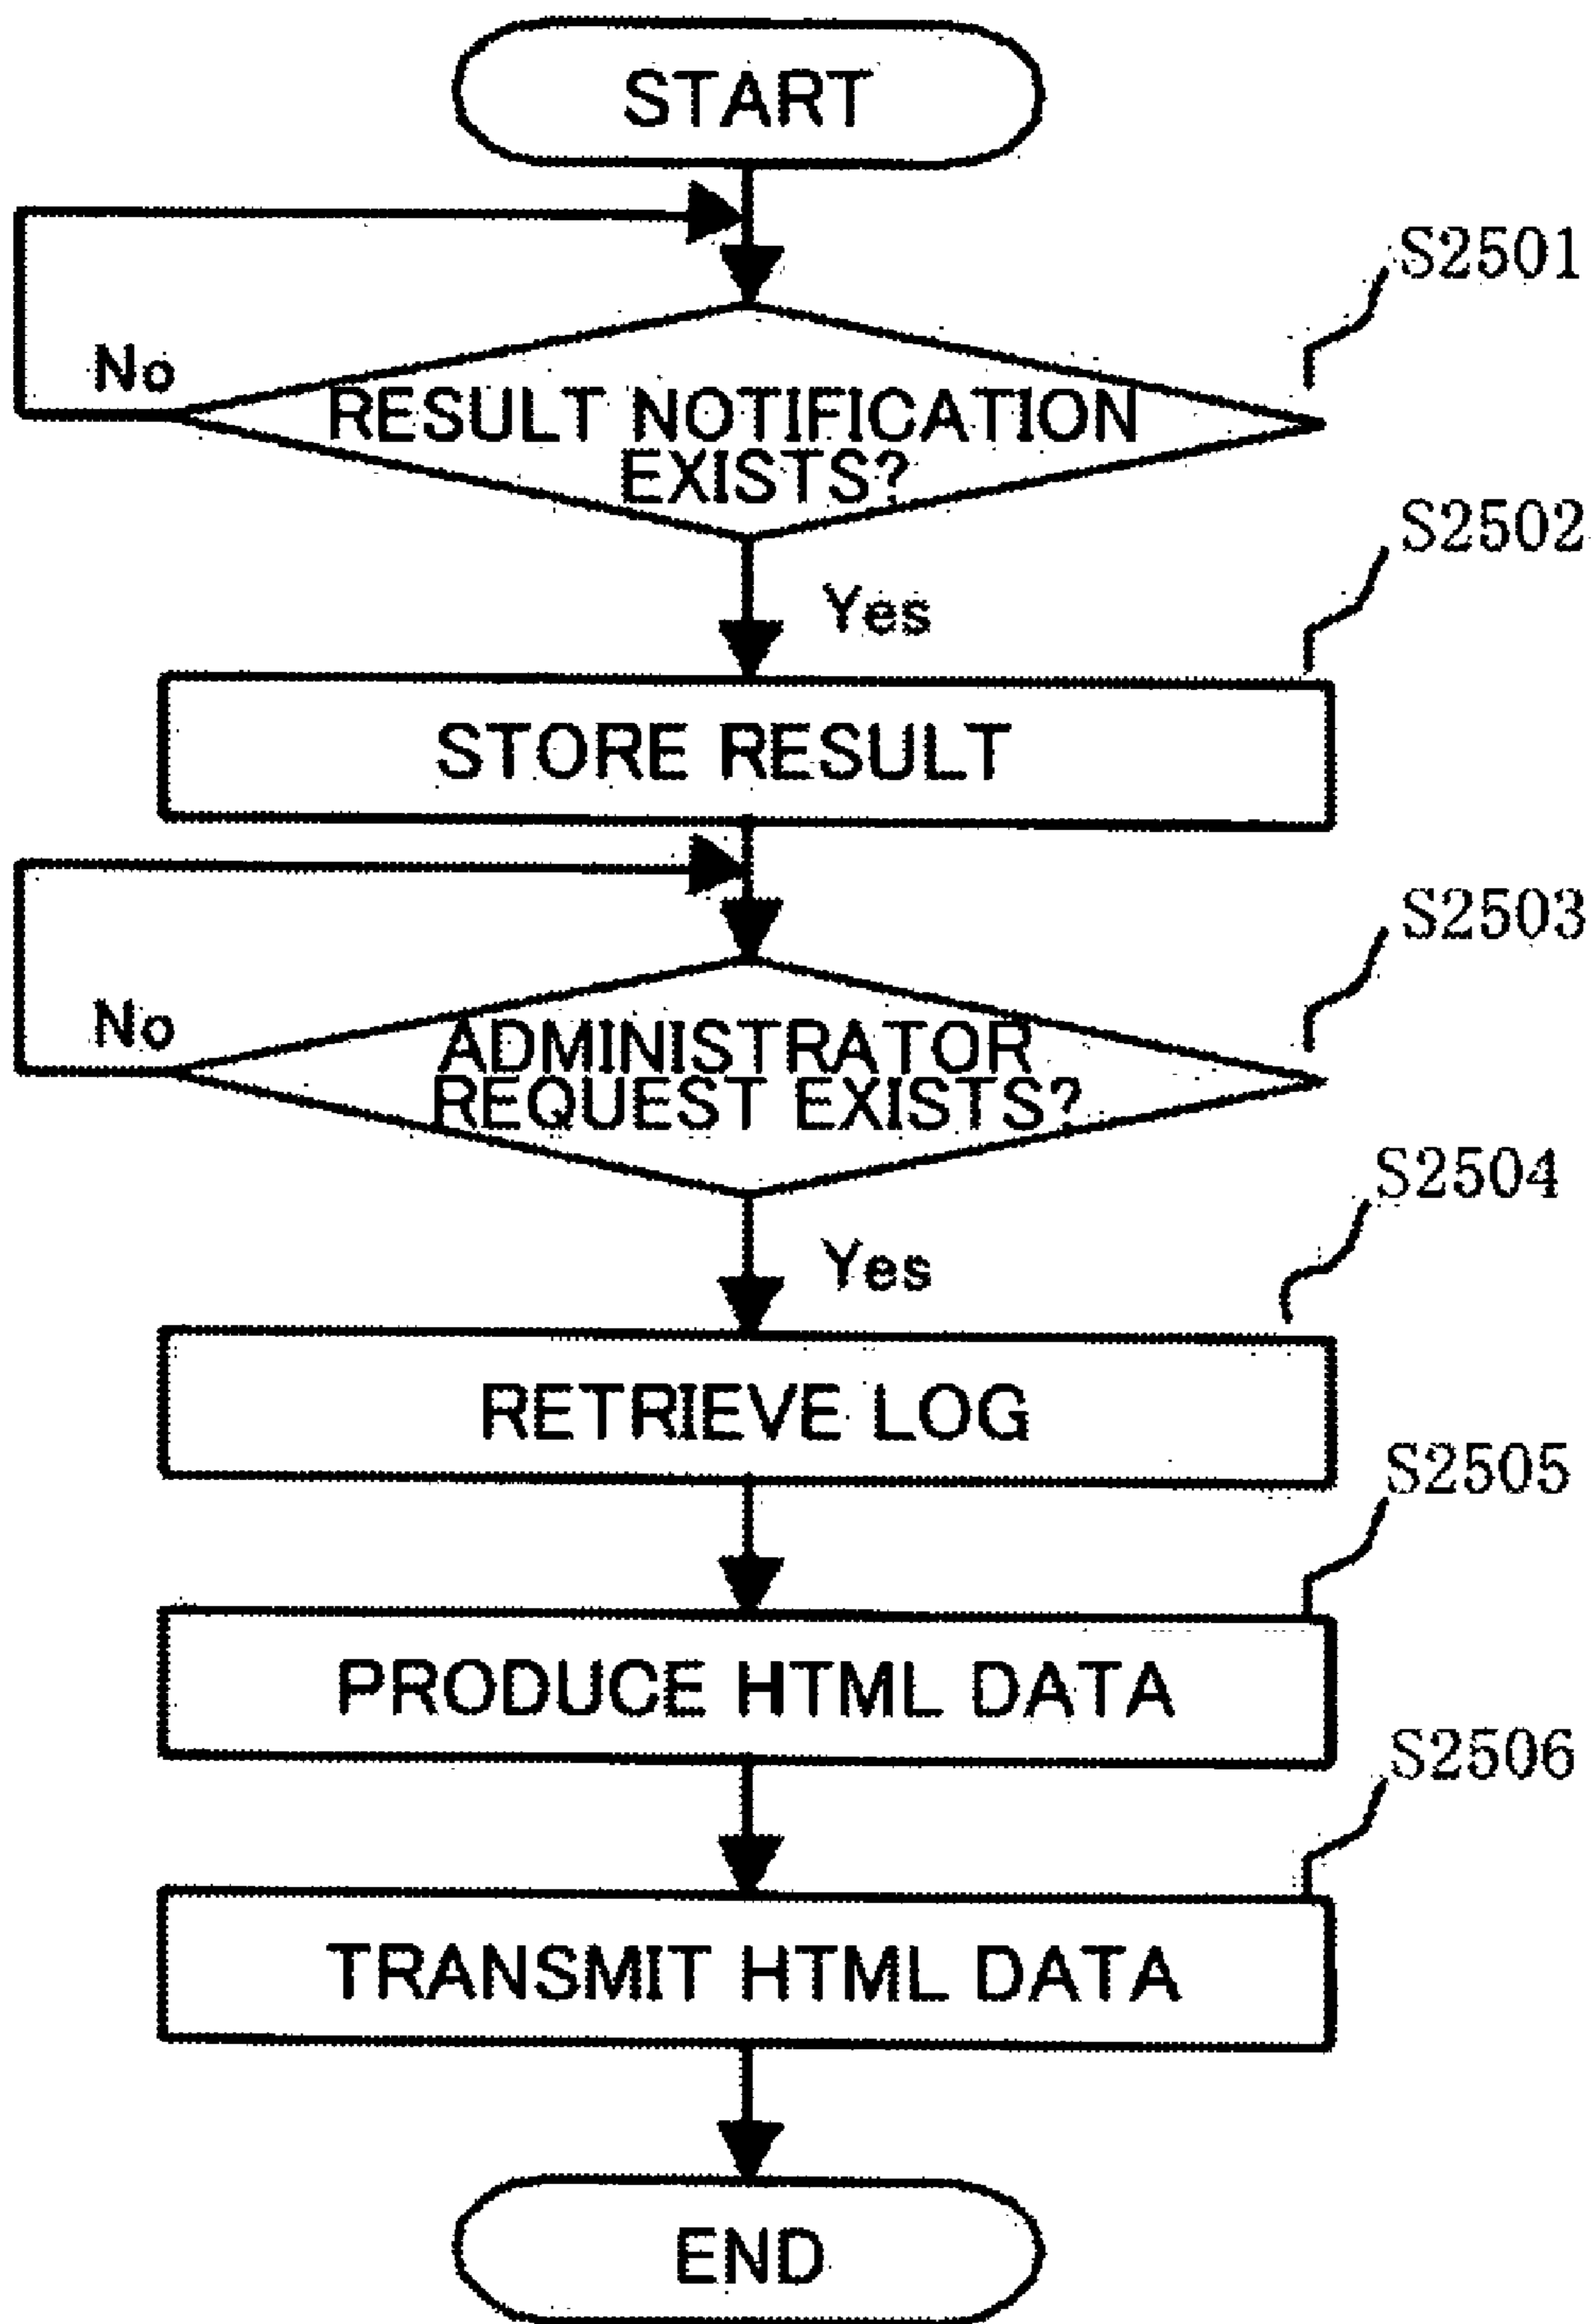 START
S2501
No
RESULT NOTIFICATION
EXISTS?
S2502
Yes
STORE RESULT
S2503
No
ADMINISTRATOR
REQUEST EXISTS?
S2504
Yes
RETRIEVE LOG
S2505
PRODUCE HTML DATA
S2506
TRANSMIT HTML DATA
END